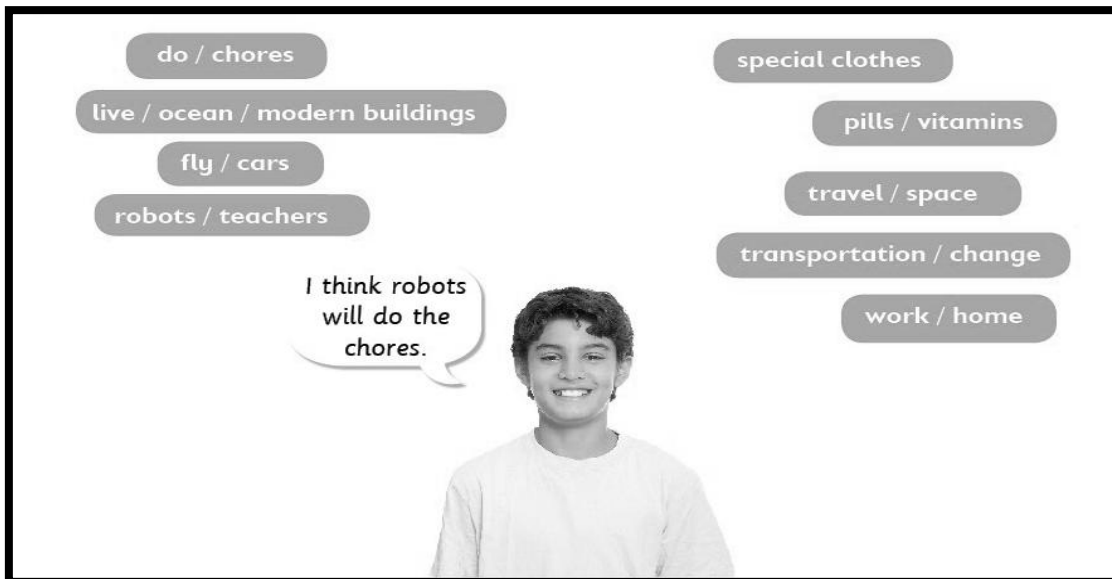 do / chores
live / ocean / modern buildings
fly / cars
robots / teachers
special clothes
pills / vitamins
travel / space
transportation / change
work / home
I think robots
will do the
chores.